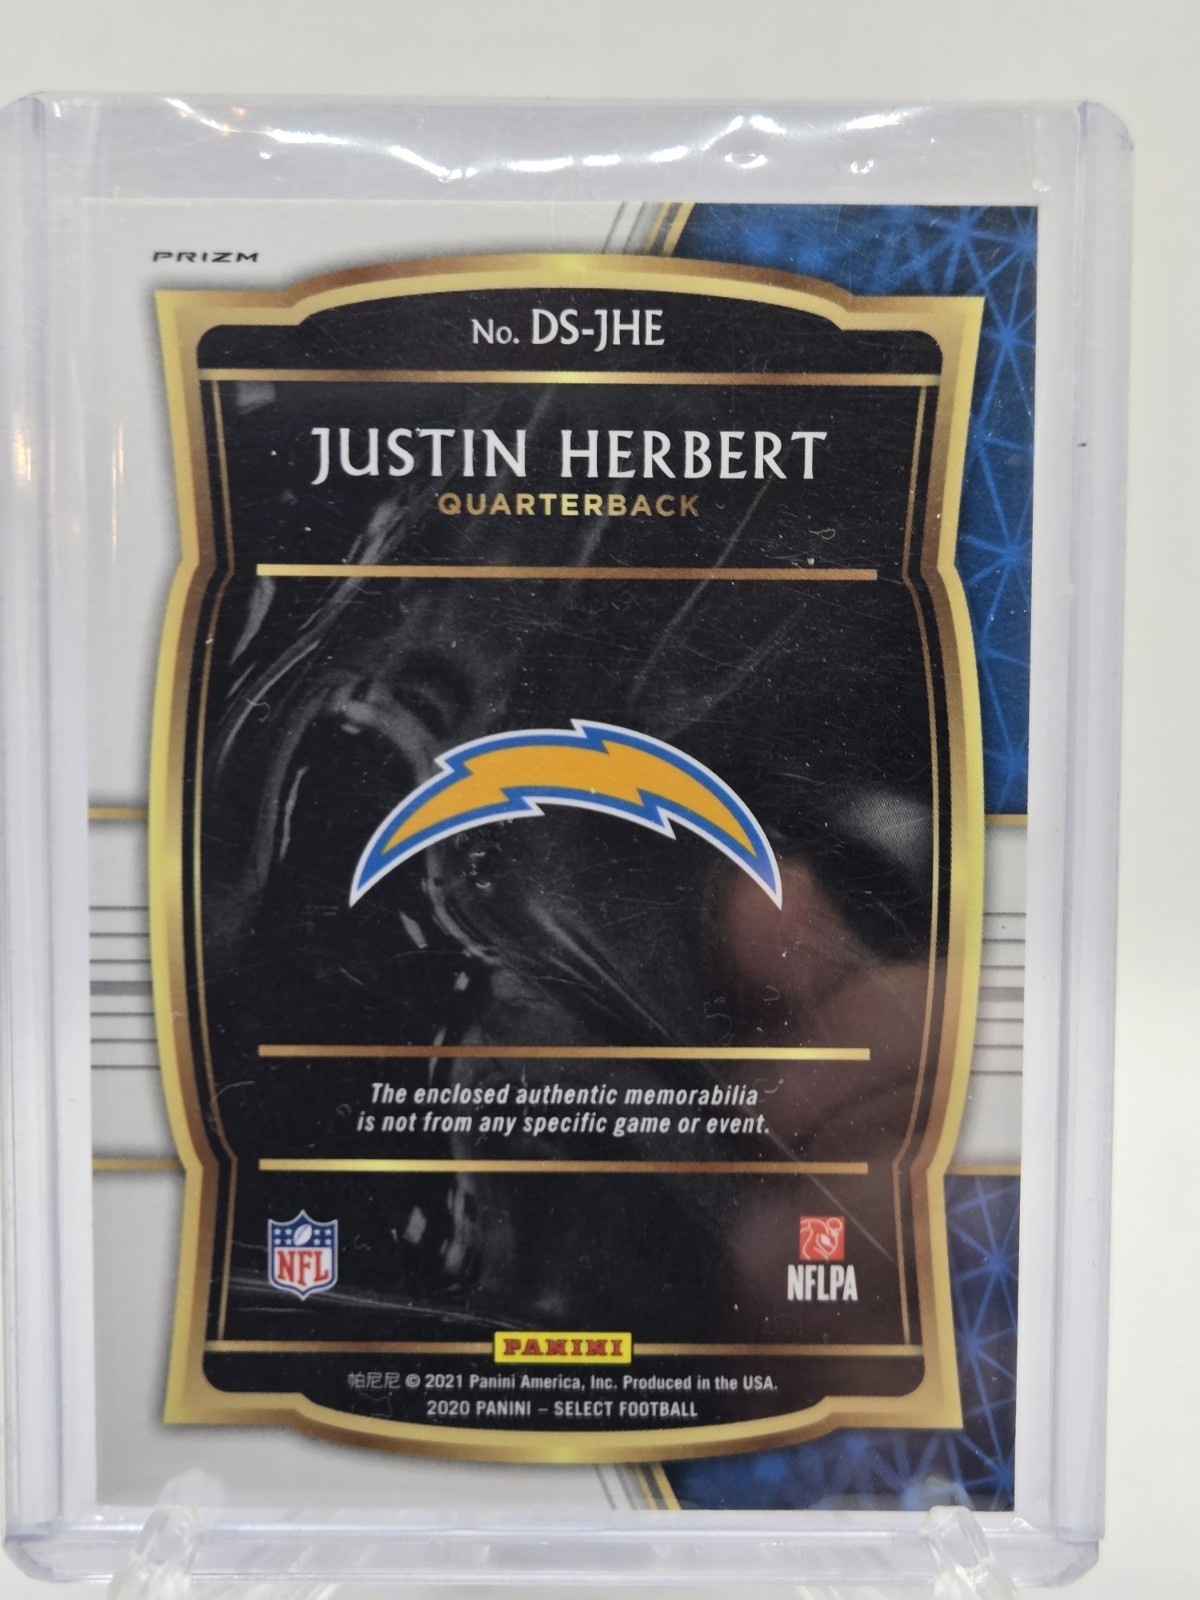 PRIZM
No. DS-JHE
JUSTIN HERBERT
QUARTERBACK
The enclosed authentic memorabilia
is not from any specific game or event.
NFL
NFLPA
PANINI
帕尼尼 © 2021 Panini America, Inc. Produced in the USA.
2020 PANINI – SELECT FOOTBALL